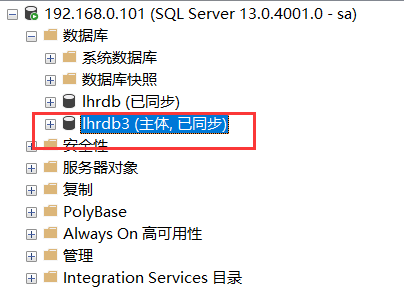 192.168.0.101 (SQL Server 13.0.4001.0 - sa)
数据库
系统数据库
数据库快照
lhrdb (已同步)
lhrdb3 (主体, 已同步)
安全性
服务器对象
复制
PolyBase
Always On 高可用性
管理
Integration Services 目录